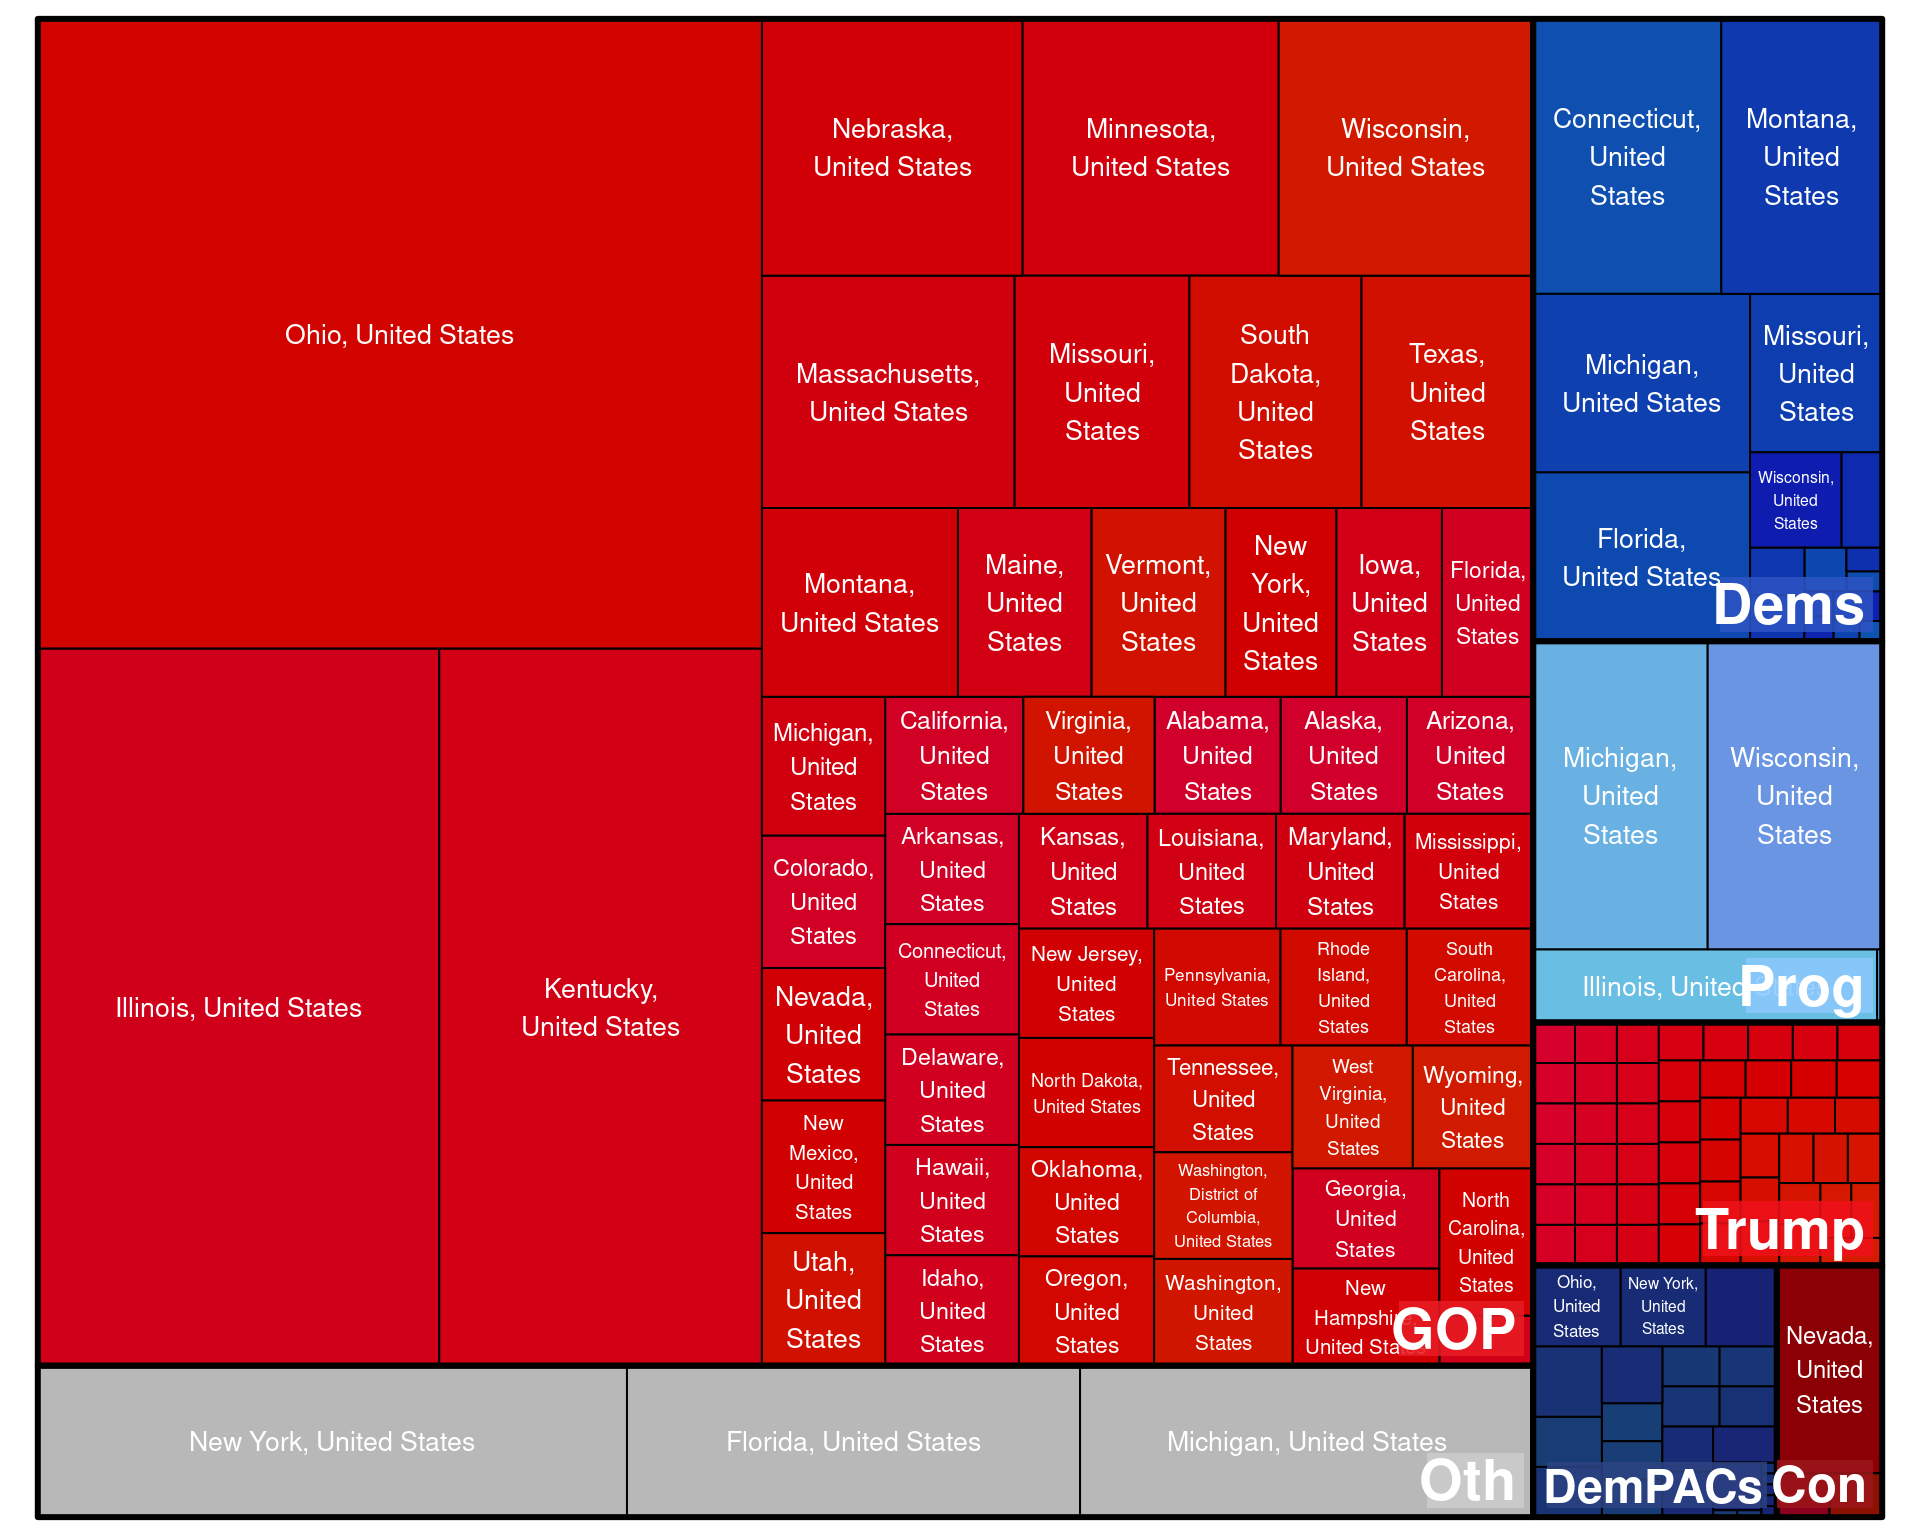 Ohio, United States
Nebraska,
United States
Minnesota,
United States
Wisconsin,
United States
Massachusetts,
United States
Missouri,
United
States
South
Dakota,
United
States
Texas,
United
States
Montana,
United States
Maine,
United
States
Vermont,
United
States
New
York,
United
States
Iowa,
United
States
Florida,
United
States
Illinois, United States
Kentucky,
United States
Michigan,
United
States
Colorado,
United
States
Nevada,
United
States
New
Mexico,
United
States
Utah,
United
States
California,
United
States
Virginia,
United
States
Alabama,
United
States
Alaska,
United
States
Arizona,
United
States
Arkansas,
United
States
Kansas,
United
States
Louisiana,
United
States
Maryland,
United
States
Mississippi,
United
States
Connecticut,
United
States
New Jersey,
United
States
Pennsylvania,
United States
Rhode
Island,
United
States
South
Carolina,
United
States
Delaware,
United
States
North Dakota,
United States
Tennessee,
United
States
West
Virginia,
United
States
Wyoming,
United
States
Hawaii,
United
States
Oklahoma,
United
States
Washington,
District of
Columbia,
United States
Georgia,
United
States
North
Carolina,
United
States
Idaho,
United
States
Oregon,
United
States
Washington,
United
States
New
Hampshire,
United States
GOP
New York, United States
Florida, United States
Michigan, United States
Oth
Connecticut,
United
States
Montana,
United
States
Michigan,
United States
Missouri,
United
States
Wisconsin,
United
States
Florida,
United States
Dems
Michigan,
United
States
Wisconsin,
United
States
Illinois, United
Prog
Trump
Ohio,
United
States
New York,
United
States
DemPACs
Nevada,
United
States
Con